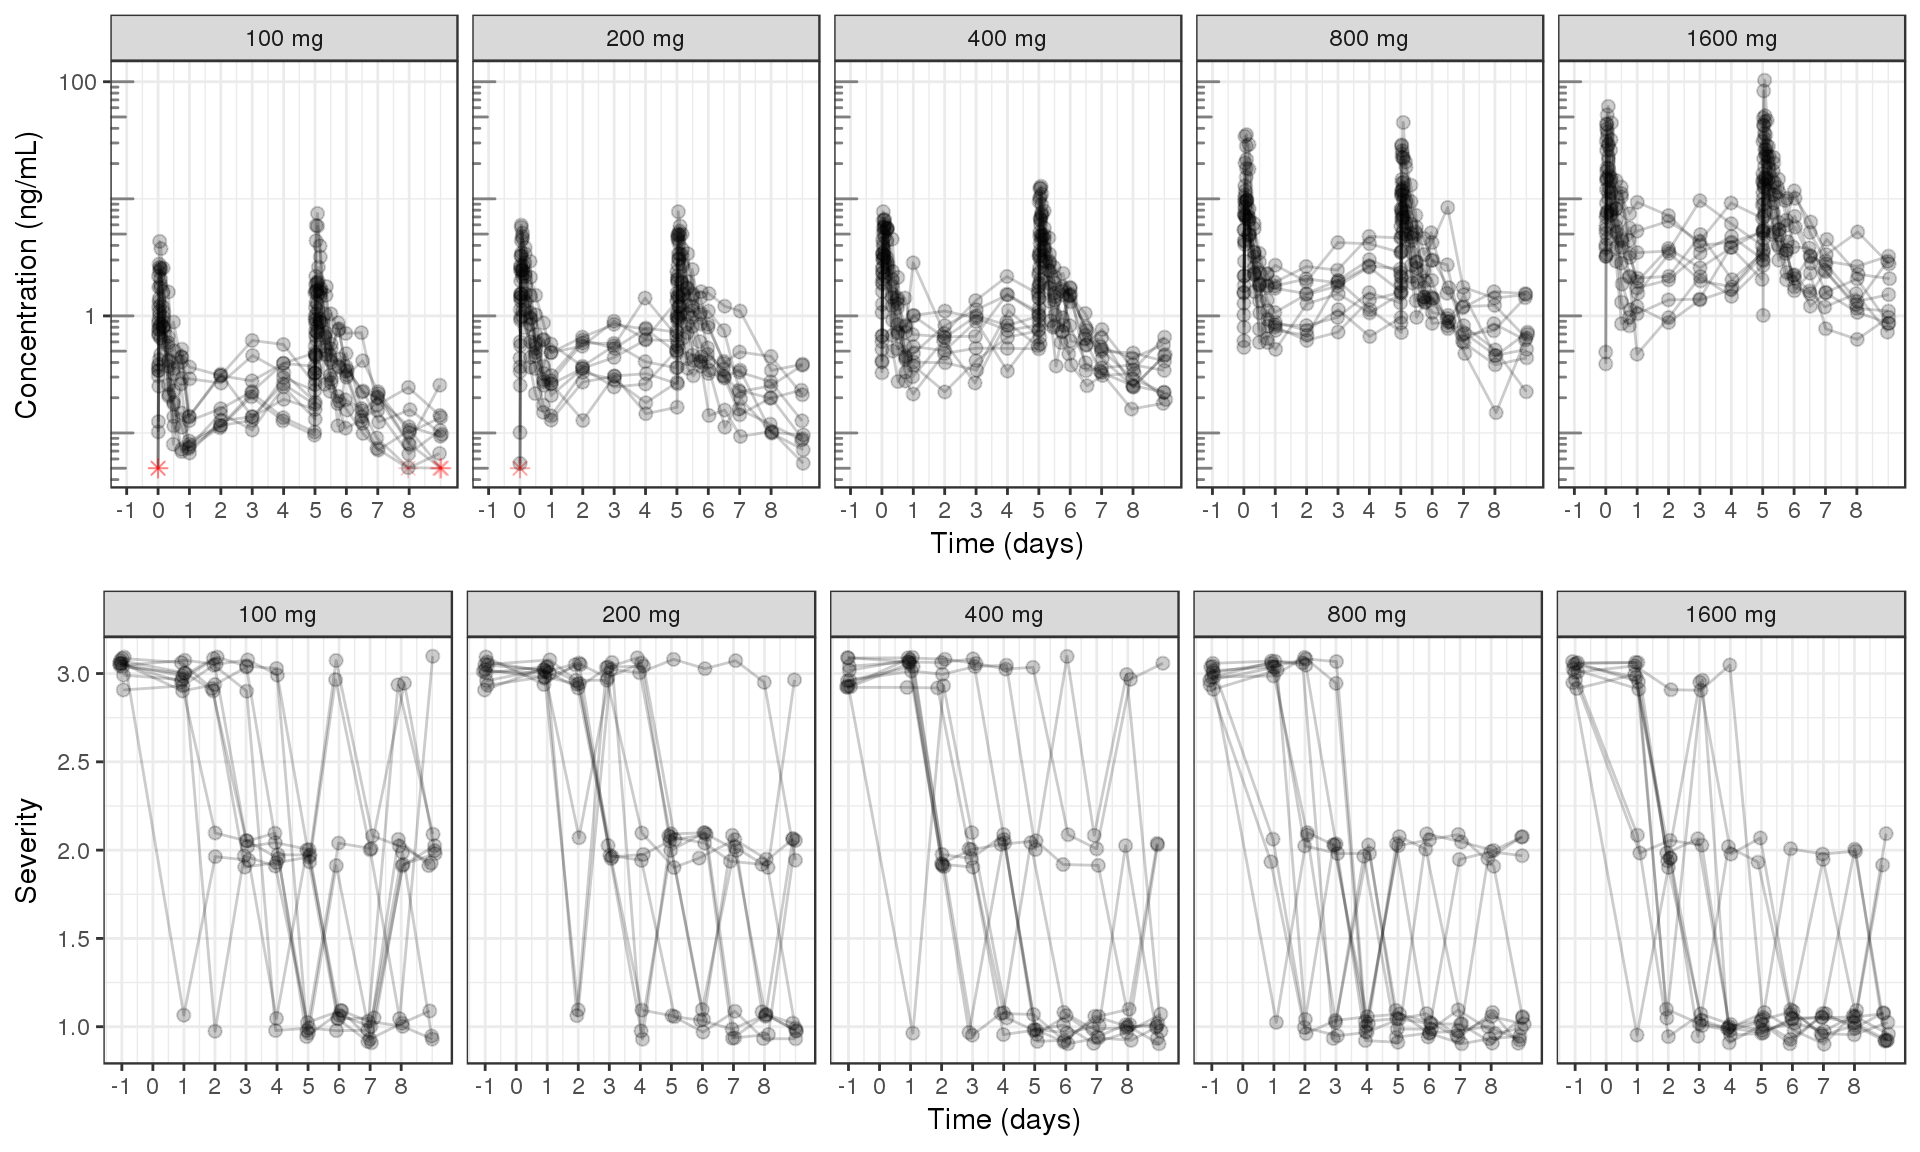 100 mg 200 mg 400 mg 800 mg 1600 mg
Concentration (ng/mL)
100
1
-1 0 1 2 3 4 5 6 7 8 -1 0 1 2 3 4 5 6 7 8 -1 0 1 2 3 4 5 6 7 8 -1 0 1 2 3 4 5 6 7 8 -1 0 1 2 3 4 5 6 7 8
Time (days)
100 mg 200 mg 400 mg 800 mg 1600 mg
Severity
3.0
2.5
2.0
1.5
1.0
-1 0 1 2 3 4 5 6 7 8 -1 0 1 2 3 4 5 6 7 8 -1 0 1 2 3 4 5 6 7 8 -1 0 1 2 3 4 5 6 7 8 -1 0 1 2 3 4 5 6 7 8
Time (days)